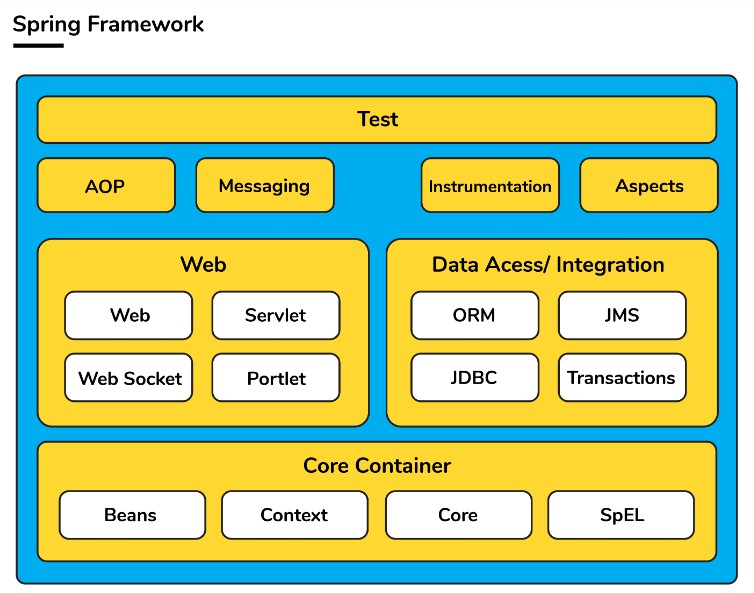 Spring Framework
Test
AOP
Messaging
Instrumentation
Aspects
Web
Web
Servlet
Web Socket
Portlet
Data Acess/ Integration
ORM
JMS
JDBC
Transactions
Core Container
Beans
Context
Core
SpEL